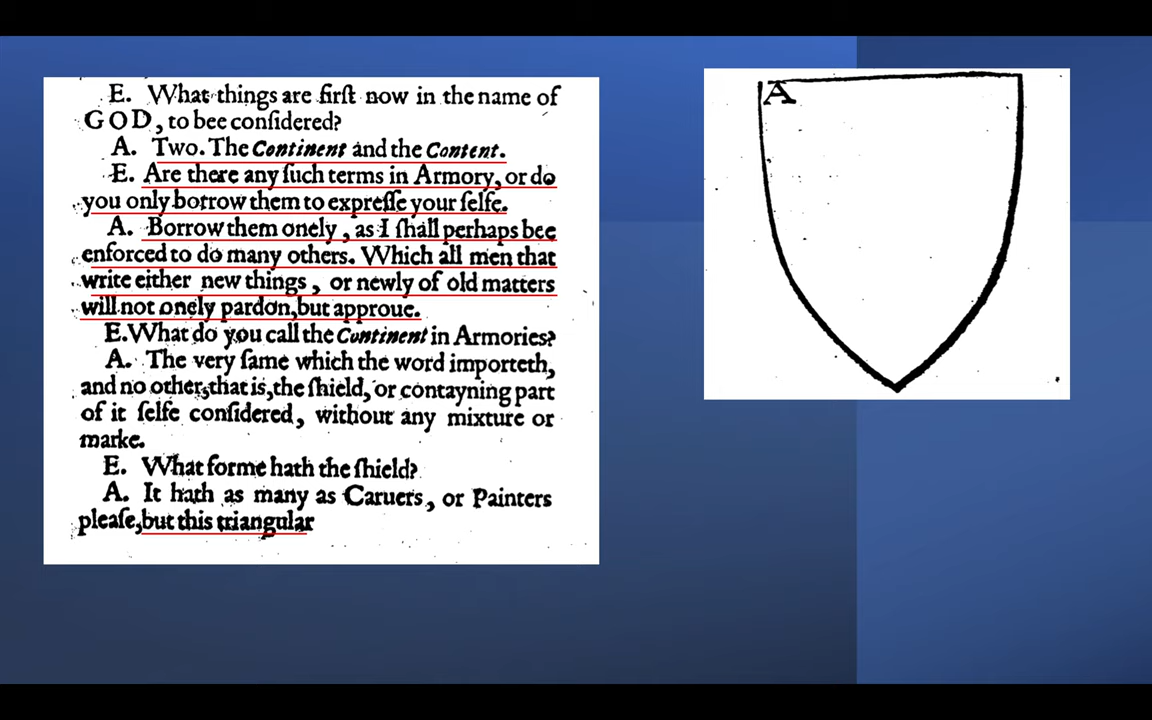 E. What things are firſt now in the name of
GOD, to bee conſidered?
A. Two. The Continent and the Content.
E. Are there any ſuch terms in Armory, or do
you only borrow them to expreſſe your ſelfe.
A. Borrow them onely, as I ſhall perhaps bee
enforced to do many others. Which all men that
write either new things, or newly of old matters
will not onely pardon, but approue.
E. What do you call the Continent in Armories?
A. The very ſame which the word importeth,
and no other, that is, the ſhield, or contayning part
of it ſelfe conſidered, without any mixture or
marke.
E. What forme hath the ſhield?
A. It hath as many as Caruers, or Painters
pleaſe, but this triangular
A